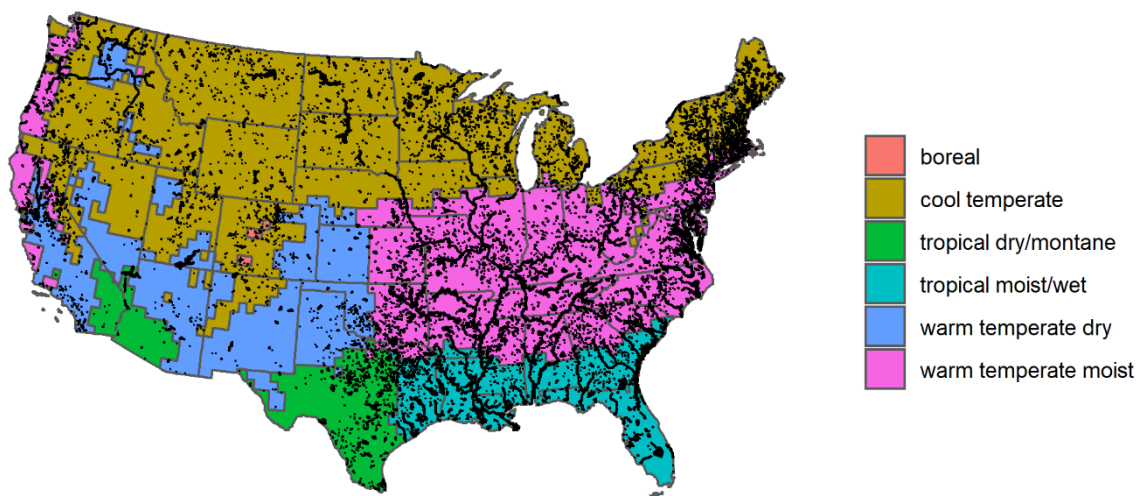 boreal
cool temperate
tropical dry/montane
tropical moist/wet
warm temperate dry
warm temperate moist